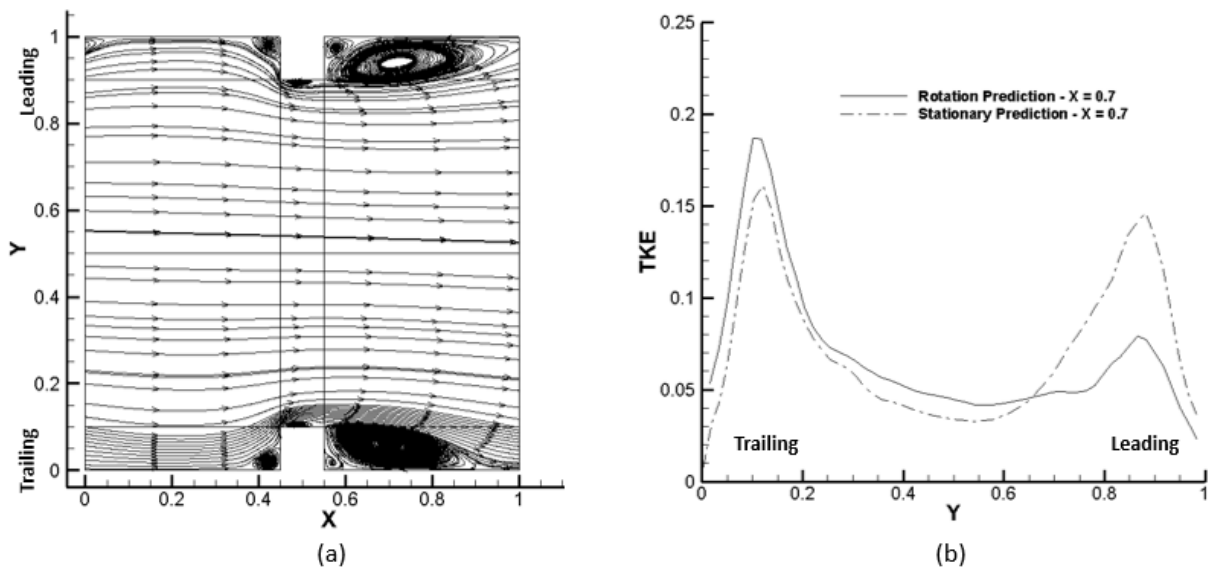 Leading
1
0.8
0.6
Y
0.4
0.2
0
Trailing
0
0.2
0.4
0.6
0.8
1
X
(a)
0.25
0.2
0.15
TKE
0.1
0.05
0
Rotation Prediction - X = 0.7
Stationary Prediction - X = 0.7
Trailing
Leading
0
0.2
0.4
0.6
0.8
1
Y
(b)